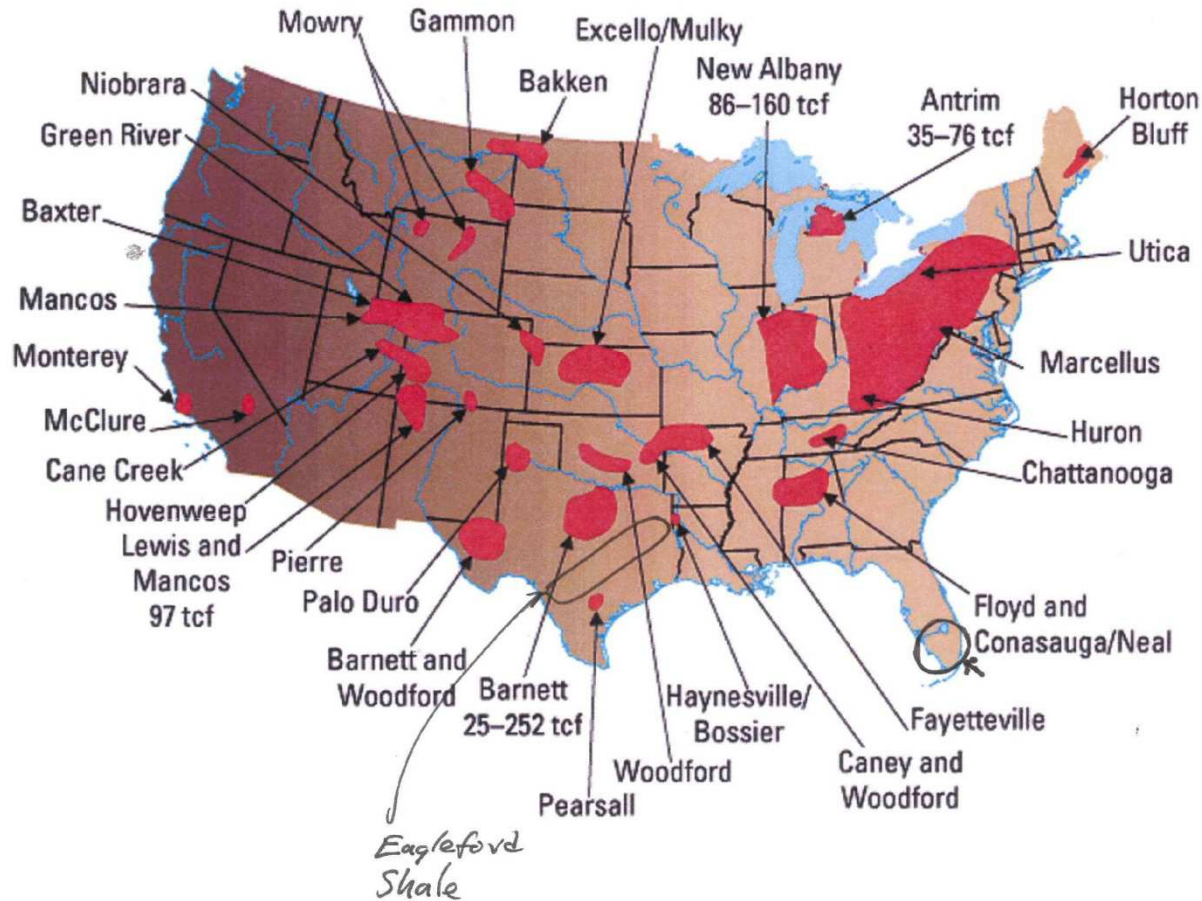 Mowry
Gammon
Excello/Mulky
Niobrara
Bakken
New Albany
86–160 tcf
Antrim
35–76 tcf
Horton
Bluff
Green River
Baxter
Utica
Mancos
Monterey
Marcellus
McClure
Huron
Cane Creek
Chattanooga
Hovenweep
Lewis and
Mancos
97 tcf
Pierre
Palo Duro
Floyd and
Conasauga/Neal
Barnett and
Woodford
Barnett
25–252 tcf
Haynesville/
Bossier
Fayetteville
Woodford
Caney and
Woodford
Pearsall
Eagleford
Shale